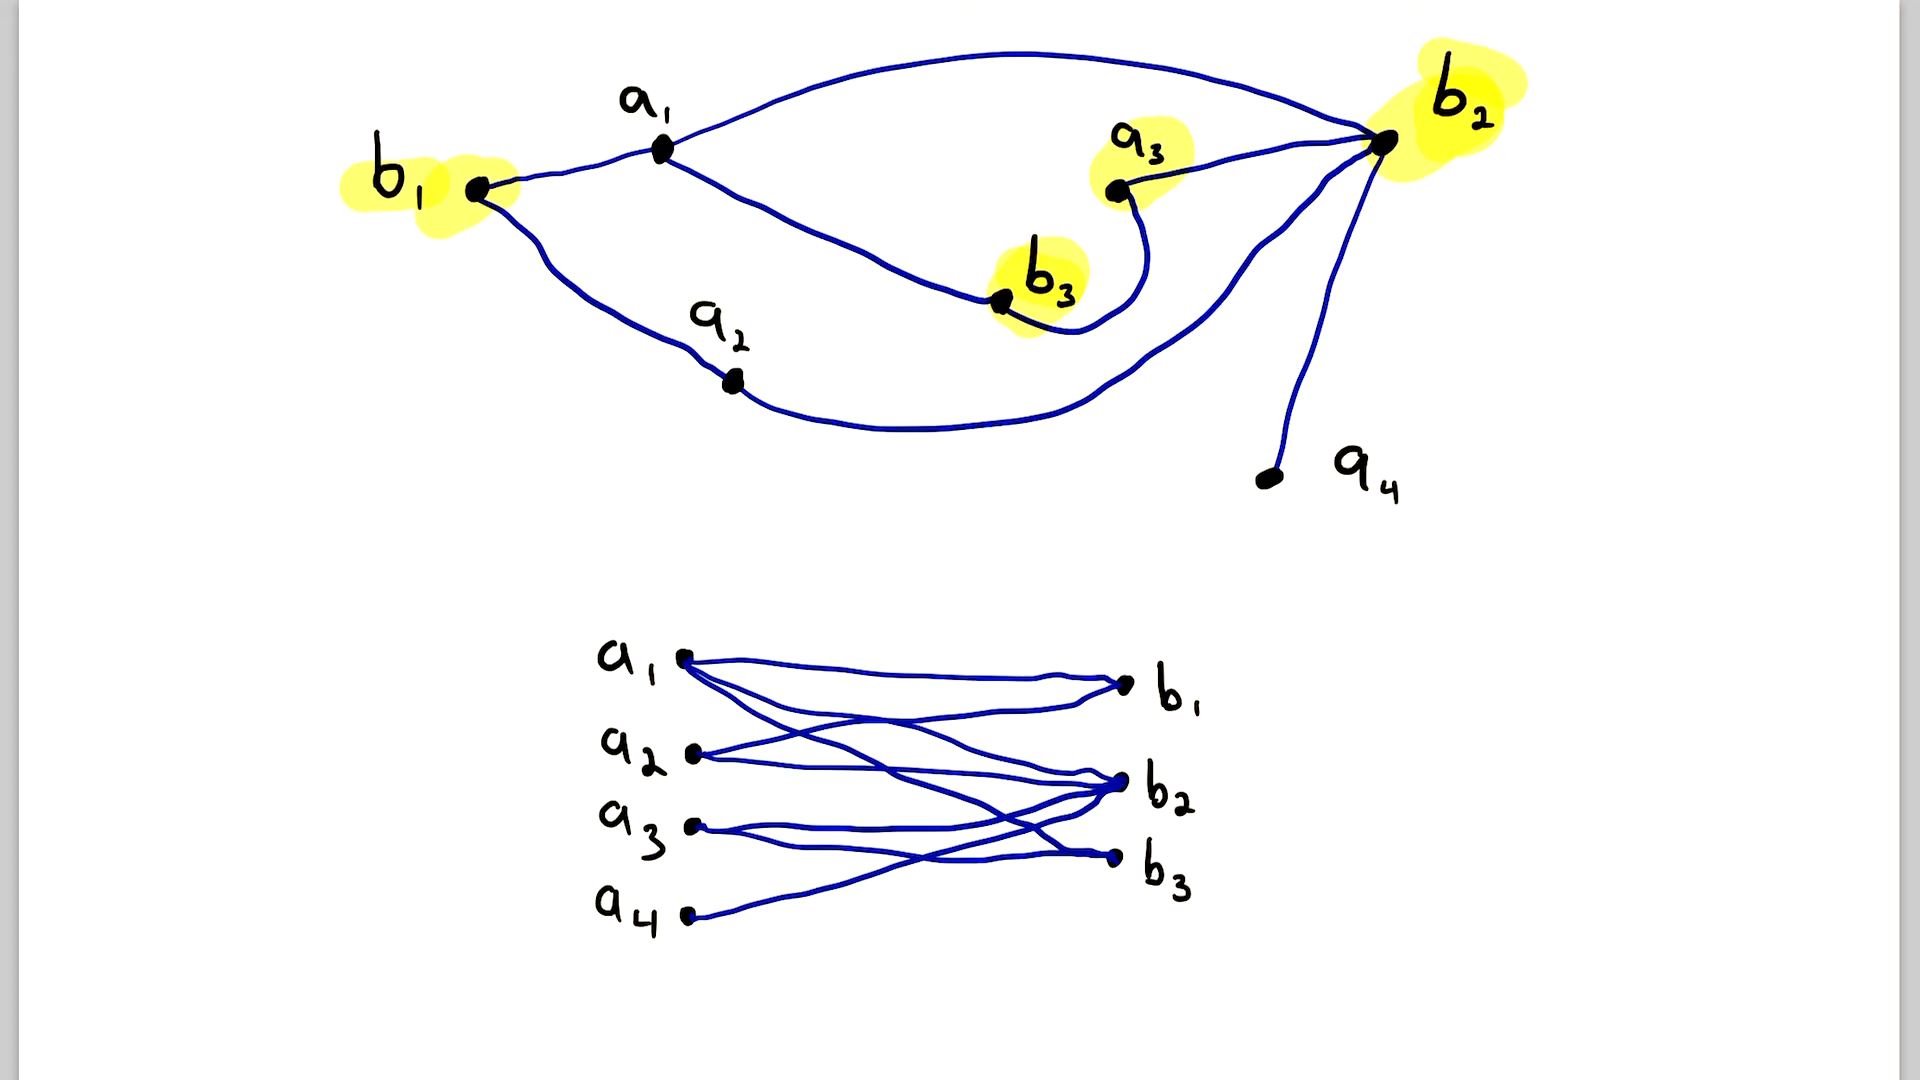 a₁
b₂
a₃
b₁
b₃
a₂
a₄
a₁ b₁
a₂ b₂
a₃ b₃
a₄